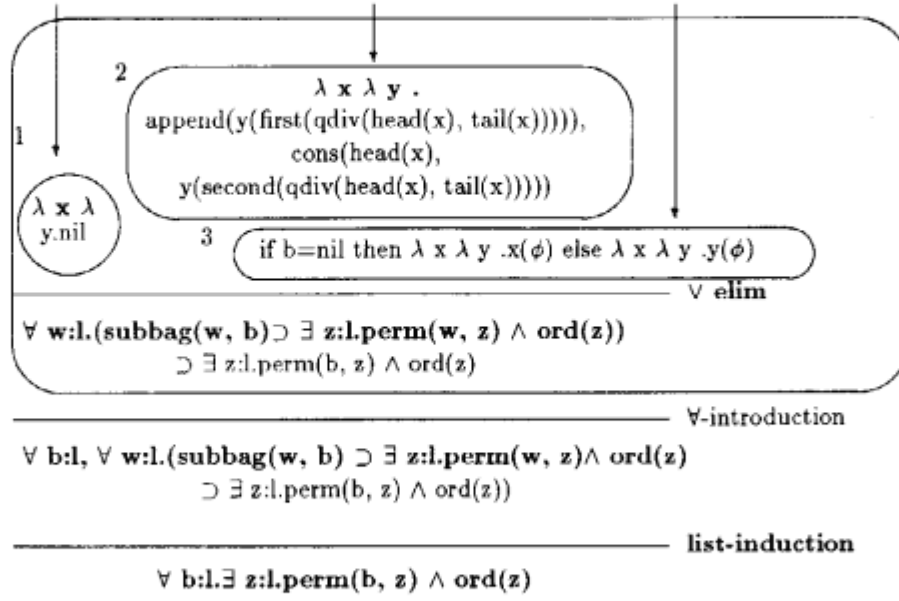 2
λ x λ y .
append(y(first(qdiv(head(x), tail(x))))),
1
cons(head(x),
y(second(qdiv(head(x), tail(x)))))
λ x λ
y.nil
3
if b=nil then λ x λ y .x(ϕ) else λ x λ y .y(ϕ)
∨ elim
∀ w:l.(subbag(w, b)⊃ ∃ z:l.perm(w, z) ∧ ord(z))
⊃ ∃ z:l.perm(b, z) ∧ ord(z)
∀-introduction
∀ b:l, ∀ w:l.(subbag(w, b) ⊃ ∃ z:l.perm(w, z)∧ ord(z)
⊃ ∃ z:l.perm(b, z) ∧ ord(z))
list-induction
∀ b:l.∃ z:l.perm(b, z) ∧ ord(z)